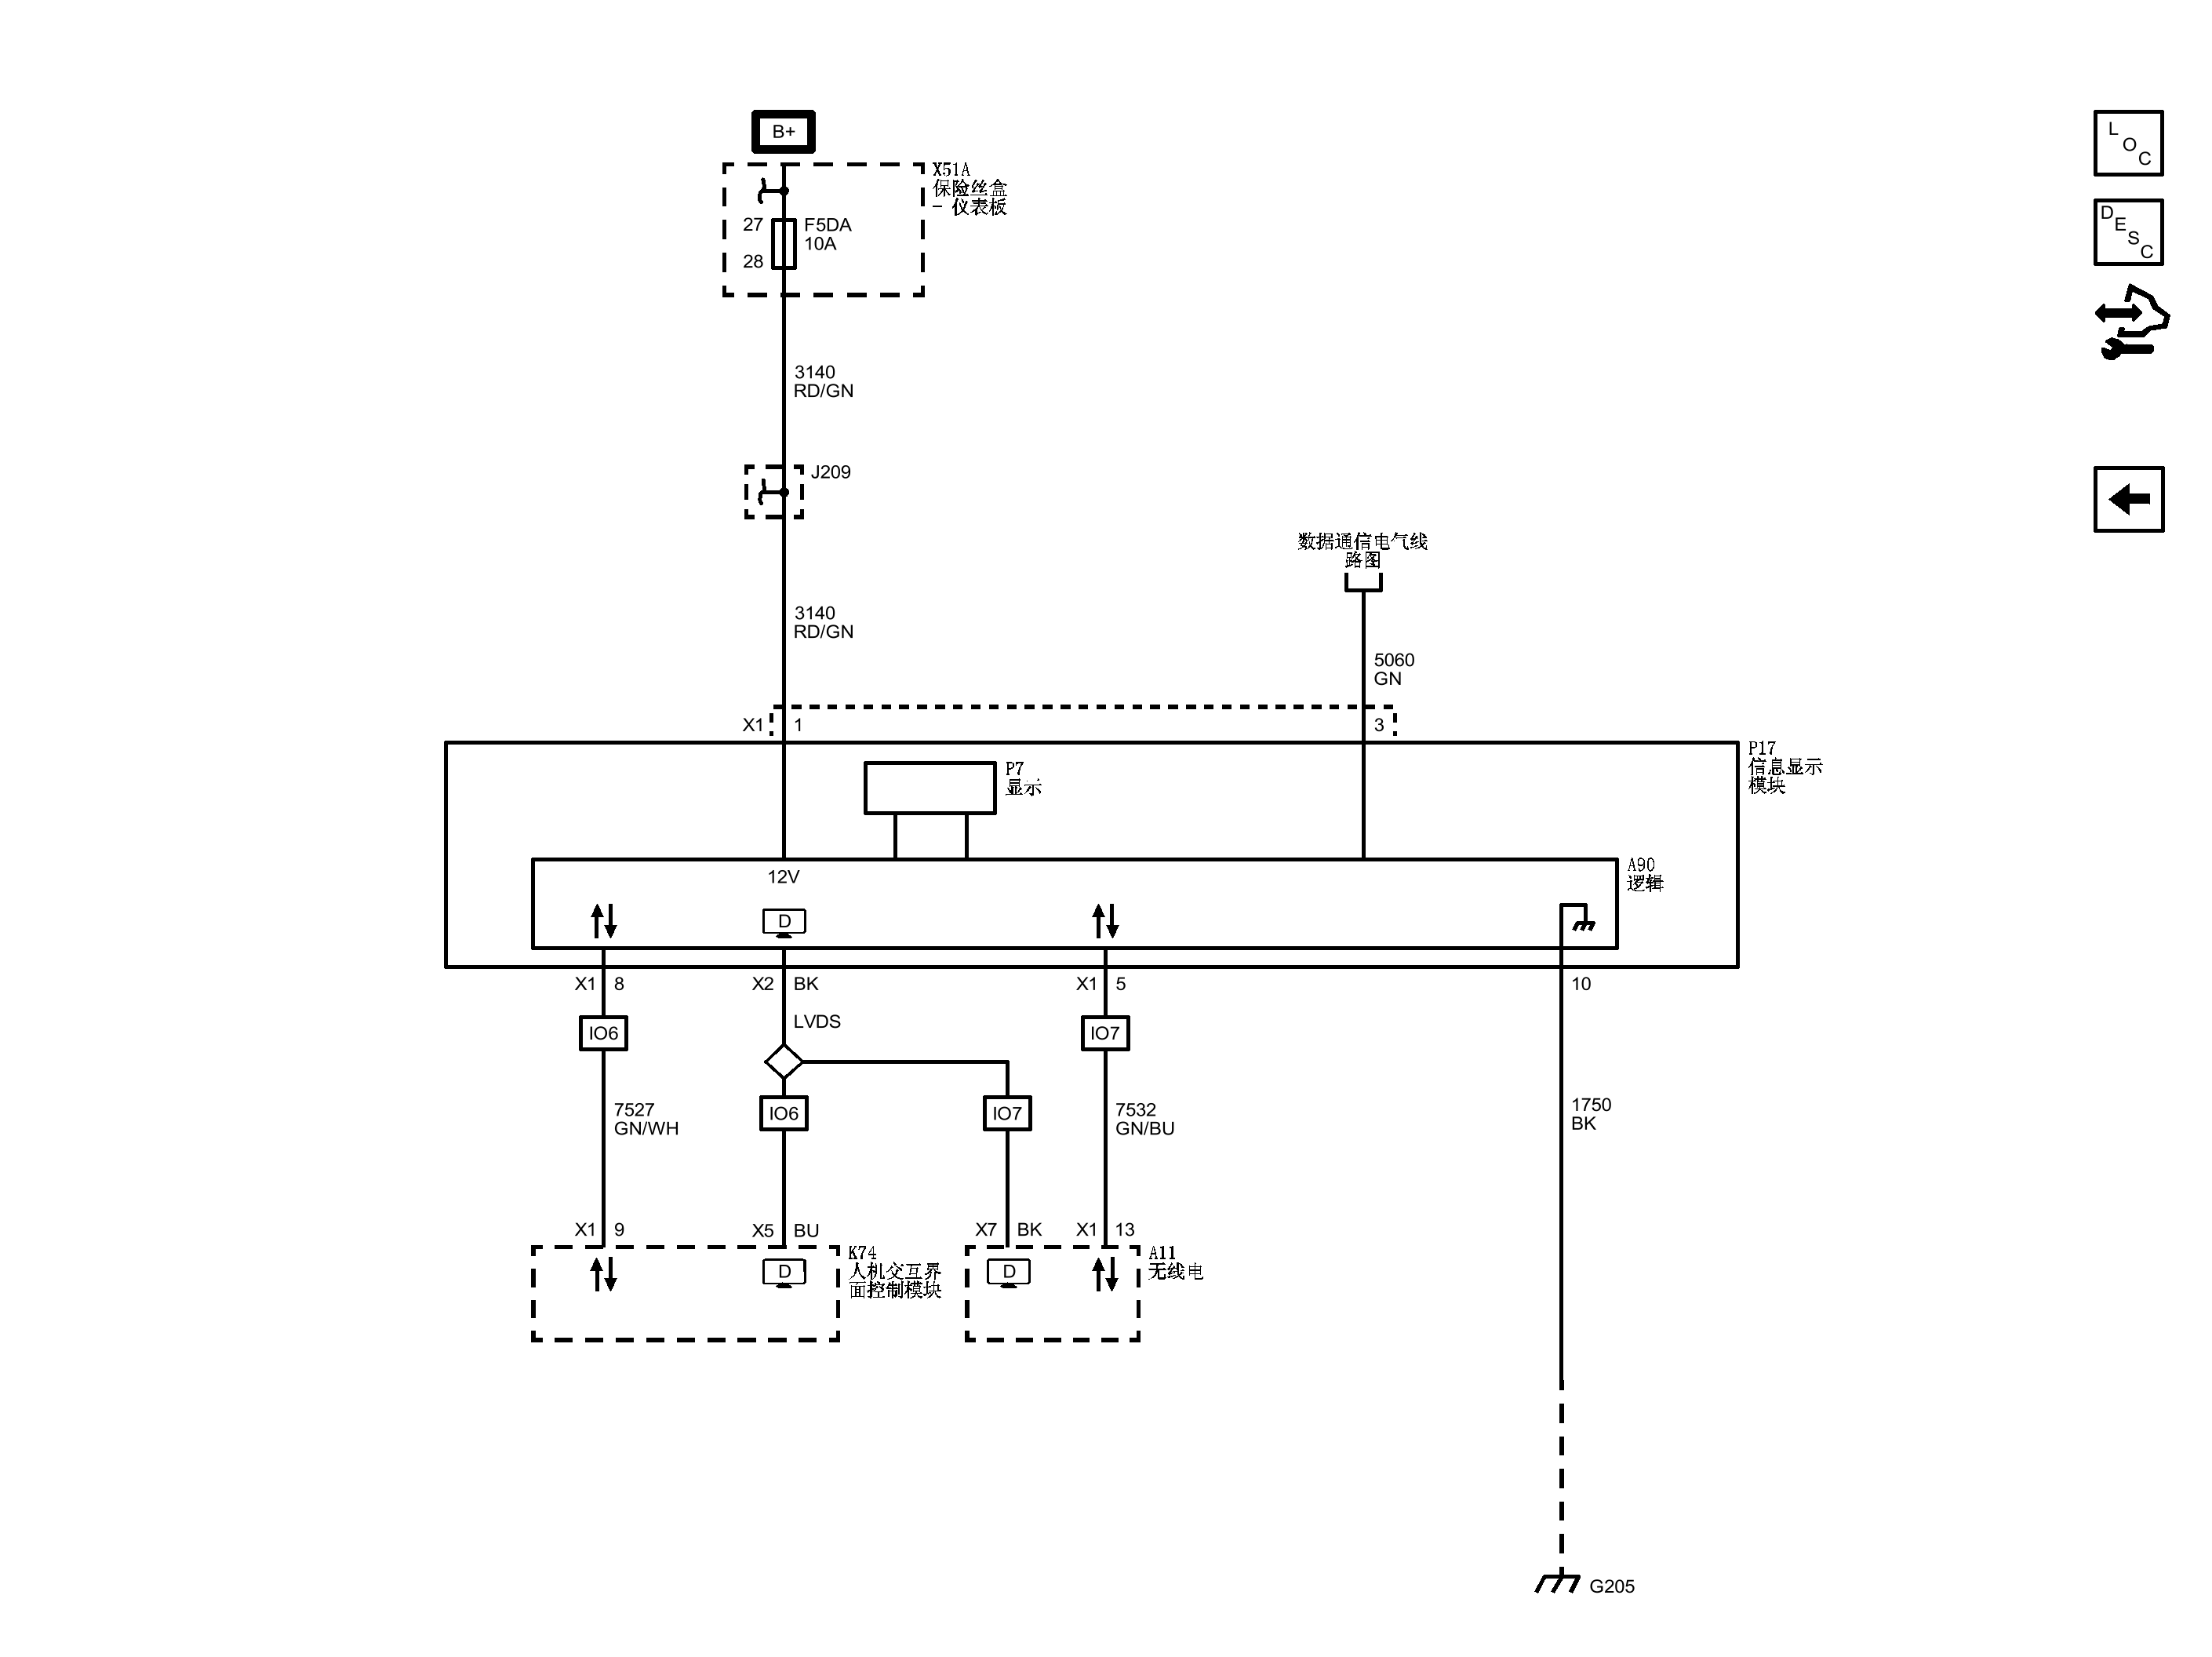 B+
X51A
保险丝盒
- 仪表板
27
28
F5DA
10A
3140
RD/GN
J209
3140
RD/GN
数据通信电气线
路图
5060
GN
X1
1
3
P17
信息显示
模块
P7
显示
A90
逻辑
12V
D
X1
8
X2
BK
X1
5
10
LVDS
IO6
IO7
IO6
IO7
7527
GN/WH
7532
GN/BU
1750
BK
X1
9
X5
BU
X7
BK
X1
13
K74
人机交互界
面控制模块
A11
无线电
D
D
G205
LOC
DESC